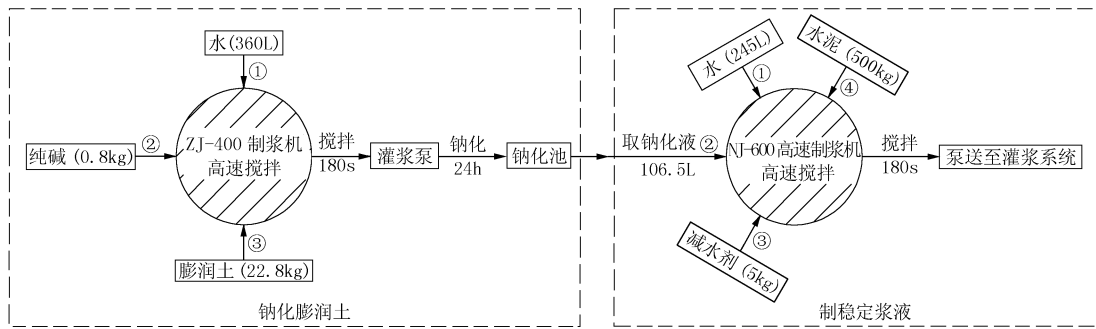 水(360L)
①
纯碱(0.8kg)
②
ZJ-400 制浆机
高速搅拌
③
膨润土(22.8kg)
搅拌
180s
灌浆泵
钠化
24h
钠化池
钠化膨润土
取钠化液
106.5L
水(245L)
①
水泥(500kg)
④
②
NJ-600高速制浆机
高速搅拌
③
减水剂(5kg)
搅拌
180s
泵送至灌浆系统
制稳定浆液